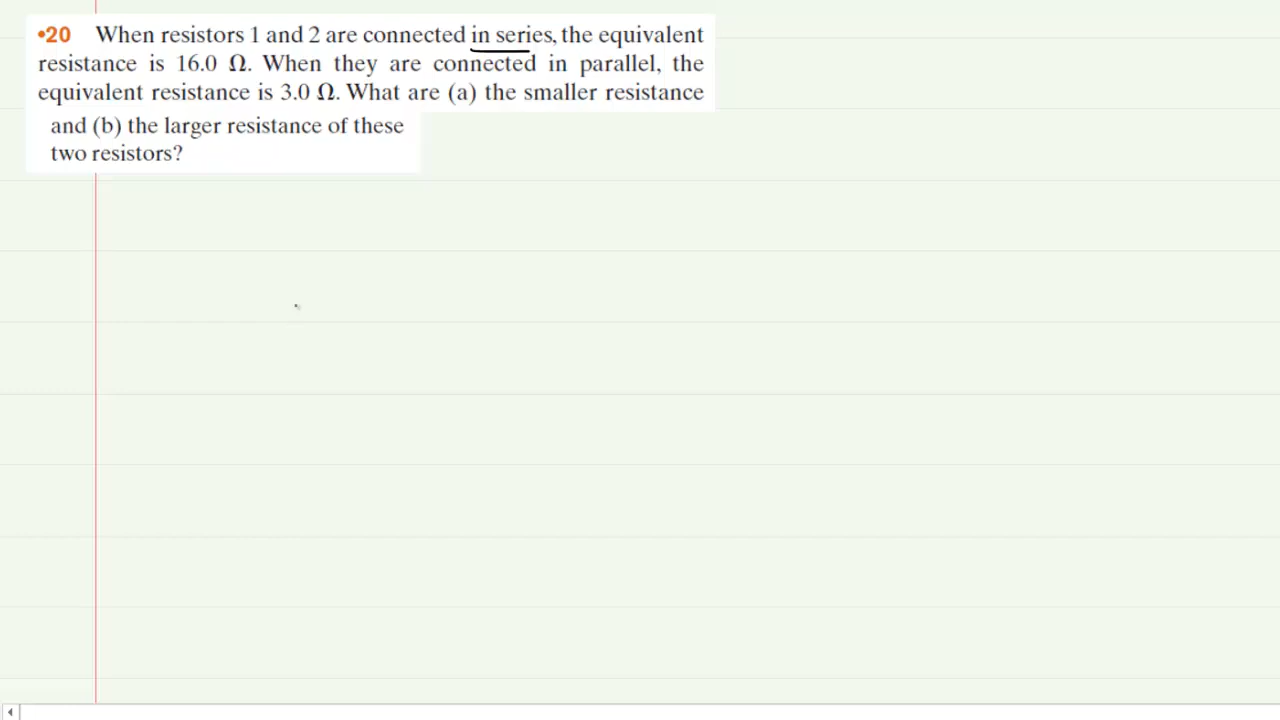 •20 When resistors 1 and 2 are connected in series, the equivalent
resistance is 16.0 Ω. When they are connected in parallel, the
equivalent resistance is 3.0 Ω. What are (a) the smaller resistance
and (b) the larger resistance of these
two resistors?